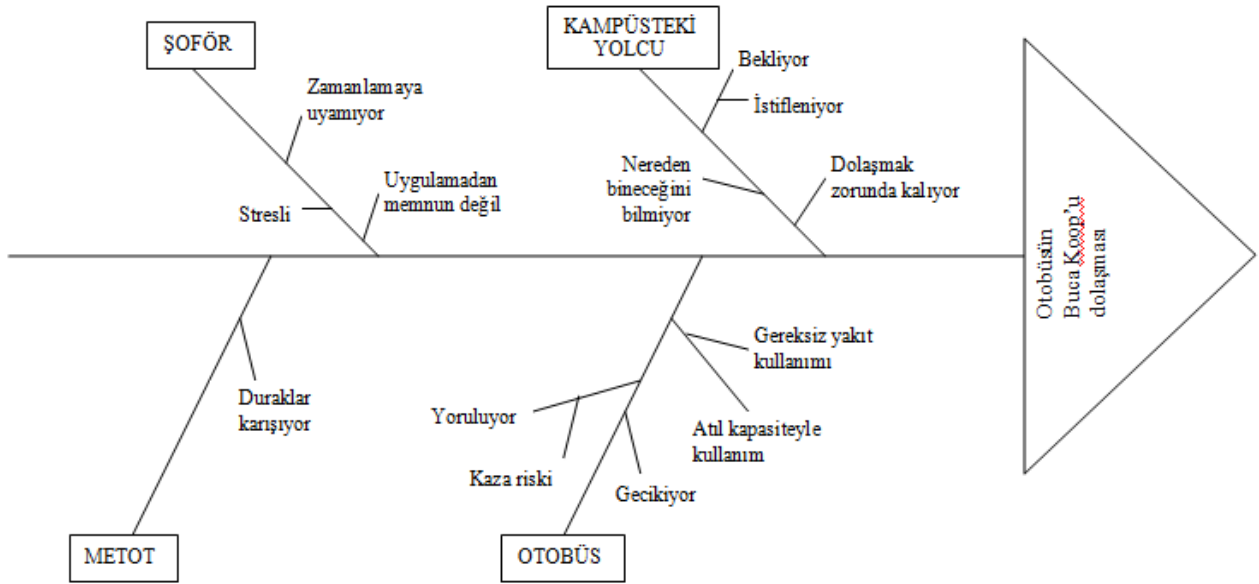 ŞOFÖR
Zamanlamaya
uyamıyor
Stresli
Uygulamadan
memnun değil
KAMPÜSTEKİ
YOLCU
Bekliyor
İstifleniyor
Nereden
bineceğini
bilmiyor
Dolaşmak
zorunda kalıyor
Otobüsün
Buca Koop’u
dolaşması
METOT
Duraklar
karışıyor
OTOBÜS
Gereksiz yakıt
kullanımı
Atıl kapasiteyle
kullanım
Yoruluyor
Kaza riski
Gecikiyor